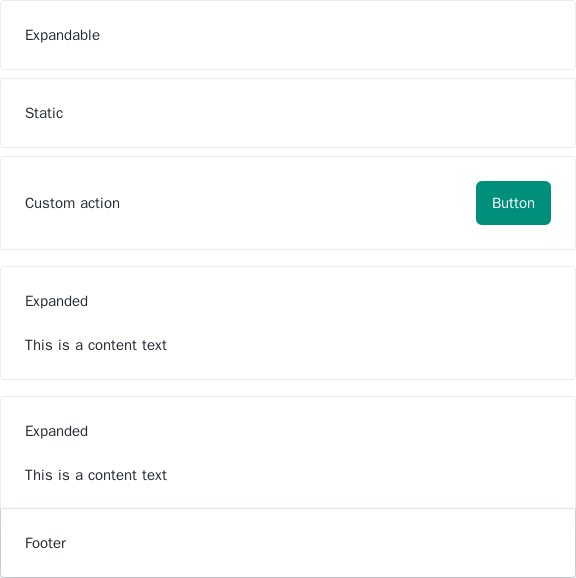 Expandable
Static
Custom action
Button
Expanded
This is a content text
Expanded
This is a content text
Footer